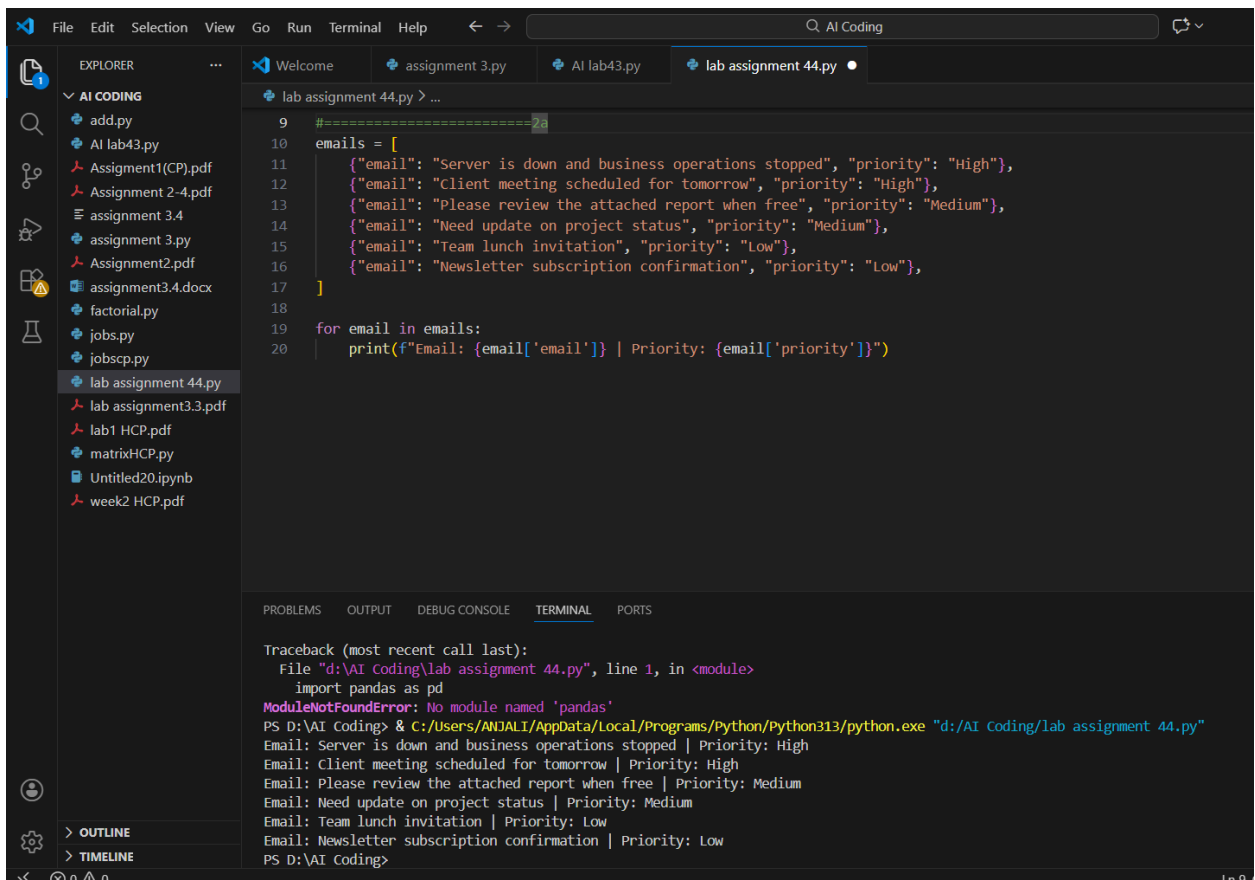 File Edit Selection View Go Run Terminal Help AI Coding
EXPLORER
Welcome
assignment 3.py
AI lab43.py
lab assignment 44.py
1
AI CODING
add.py
AI lab43.py
Assigment1(CP).pdf
Assignment 2-4.pdf
assignment 3.4
assignment 3.py
Assignment2.pdf
assignment3.4.docx
factorial.py
jobs.py
jobscp.py
lab assignment 44.py
lab assignment3.3.pdf
lab1 HCP.pdf
matrixHCP.py
Untitled20.ipynb
week2 HCP.pdf
OUTLINE
TIMELINE
lab assignment 44.py > ...
9 #=========================2a
10 emails = [
11     {"email": "Server is down and business operations stopped", "priority": "High"},
12     {"email": "Client meeting scheduled for tomorrow", "priority": "High"},
13     {"email": "Please review the attached report when free", "priority": "Medium"},
14     {"email": "Need update on project status", "priority": "Medium"},
15     {"email": "Team lunch invitation", "priority": "Low"},
16     {"email": "Newsletter subscription confirmation", "priority": "Low"},
17 ]
18
19 for email in emails:
20     print(f"Email: {email['email']} | Priority: {email['priority']}")
PROBLEMS OUTPUT DEBUG CONSOLE TERMINAL PORTS
Traceback (most recent call last):
  File "d:\AI Coding\lab assignment 44.py", line 1, in <module>
    import pandas as pd
ModuleNotFoundError: No module named 'pandas'
PS D:\AI Coding> & C:/Users/ANJALI/AppData/Local/Programs/Python/Python313/python.exe "d:/AI Coding/lab assignment 44.py"
Email: Server is down and business operations stopped | Priority: High
Email: Client meeting scheduled for tomorrow | Priority: High
Email: Please review the attached report when free | Priority: Medium
Email: Need update on project status | Priority: Medium
Email: Team lunch invitation | Priority: Low
Email: Newsletter subscription confirmation | Priority: Low
PS D:\AI Coding>